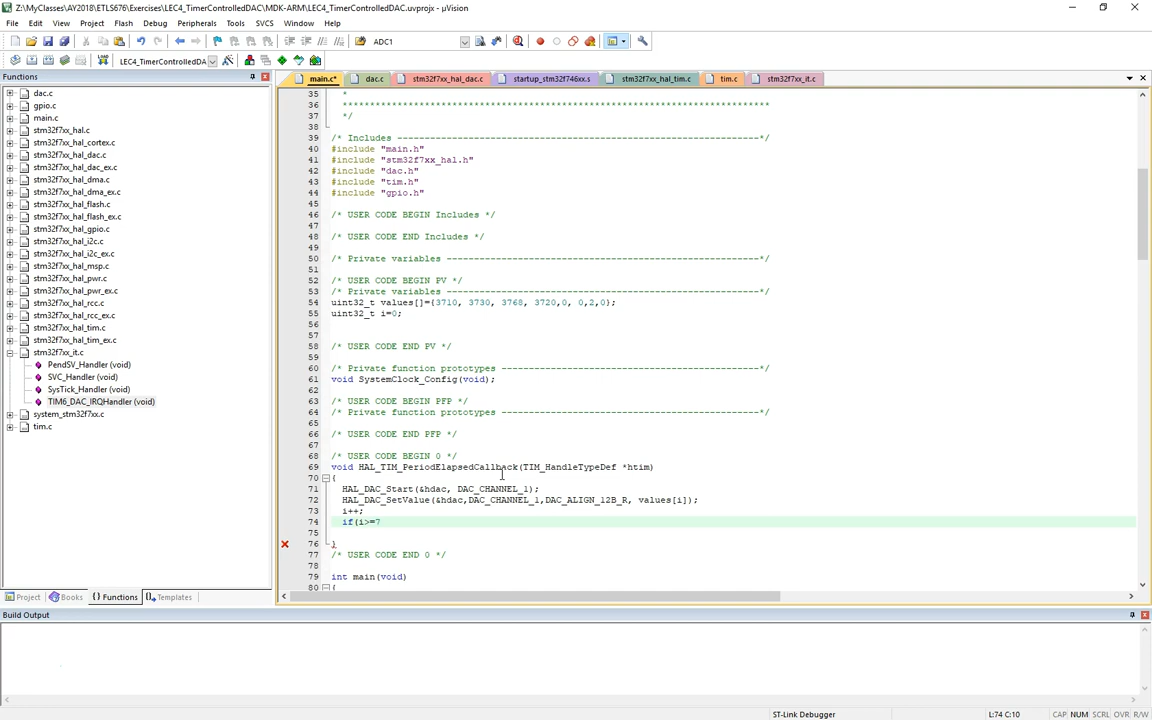 Z:\MyClasses\AY2018\ETLS676\Exercises\LEC4_TimerControlledDAC\MDK-ARM\LEC4_TimerControlledDAC.uvprojx - µVision
File Edit View Project Flash Debug Peripherals Tools SVCS Window Help
ADC1
LOAD LEC4_TimerControlledDA
Functions
main.c* dac.c stm32f7xx_hal_dac.c startup_stm32f746xx.s stm32f7xx_hal_tim.c tim.c stm32f7xx_it.c
dac.c
gpio.c
main.c
stm32f7xx_hal.c
stm32f7xx_hal_cortex.c
stm32f7xx_hal_dac.c
stm32f7xx_hal_dac_ex.c
stm32f7xx_hal_dma.c
stm32f7xx_hal_dma_ex.c
stm32f7xx_hal_flash.c
stm32f7xx_hal_flash_ex.c
stm32f7xx_hal_gpio.c
stm32f7xx_hal_i2c.c
stm32f7xx_hal_i2c_ex.c
stm32f7xx_hal_msp.c
stm32f7xx_hal_pwr.c
stm32f7xx_hal_pwr_ex.c
stm32f7xx_hal_rcc.c
stm32f7xx_hal_rcc_ex.c
stm32f7xx_hal_tim.c
stm32f7xx_hal_tim_ex.c
stm32f7xx_it.c
PendSV_Handler (void)
SVC_Handler (void)
SysTick_Handler (void)
TIM6_DAC_IRQHandler (void)
system_stm32f7xx.c
tim.c
Project Books {} Functions Templates
35 *
36 ******************************************************************************
37 */
38
39 /* Includes ------------------------------------------------------------------*/
40 #include "main.h"
41 #include "stm32f7xx_hal.h"
42 #include "dac.h"
43 #include "tim.h"
44 #include "gpio.h"
45
46 /* USER CODE BEGIN Includes */
47
48 /* USER CODE END Includes */
49
50 /* Private variables ---------------------------------------------------------*/
51
52 /* USER CODE BEGIN PV */
53 /* Private variables ---------------------------------------------------------*/
54 uint32_t values[]={3710, 3730, 3768, 3720,0, 0,2,0};
55 uint32_t i=0;
56
57
58 /* USER CODE END PV */
59
60 /* Private function prototypes -----------------------------------------------*/
61 void SystemClock_Config(void);
62
63 /* USER CODE BEGIN PFP */
64 /* Private function prototypes -----------------------------------------------*/
65
66 /* USER CODE END PFP */
67
68 /* USER CODE BEGIN 0 */
69 void HAL_TIM_PeriodElapsedCallback(TIM_HandleTypeDef *htim)
70 {
71 HAL_DAC_Start(&hdac, DAC_CHANNEL_1);
72 HAL_DAC_SetValue(&hdac,DAC_CHANNEL_1,DAC_ALIGN_12B_R, values[i]);
73 i++;
74 if(i>=7
75
76 }
77 /* USER CODE END 0 */
78
79 int main(void)
80 {
Build Output
ST-Link Debugger L:74 C:10 CAP NUM SCRL OVR R/W